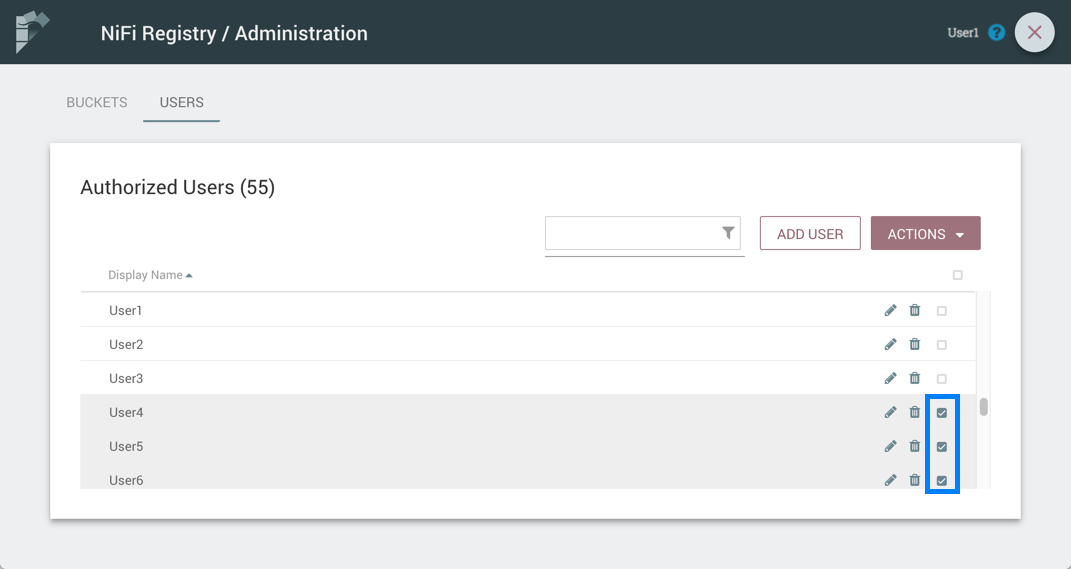 NiFi Registry / Administration
User1 ?
BUCKETS USERS
Authorized Users (55)
ADD USER ACTIONS
Display Name
User1
User2
User3
User4
User5
User6